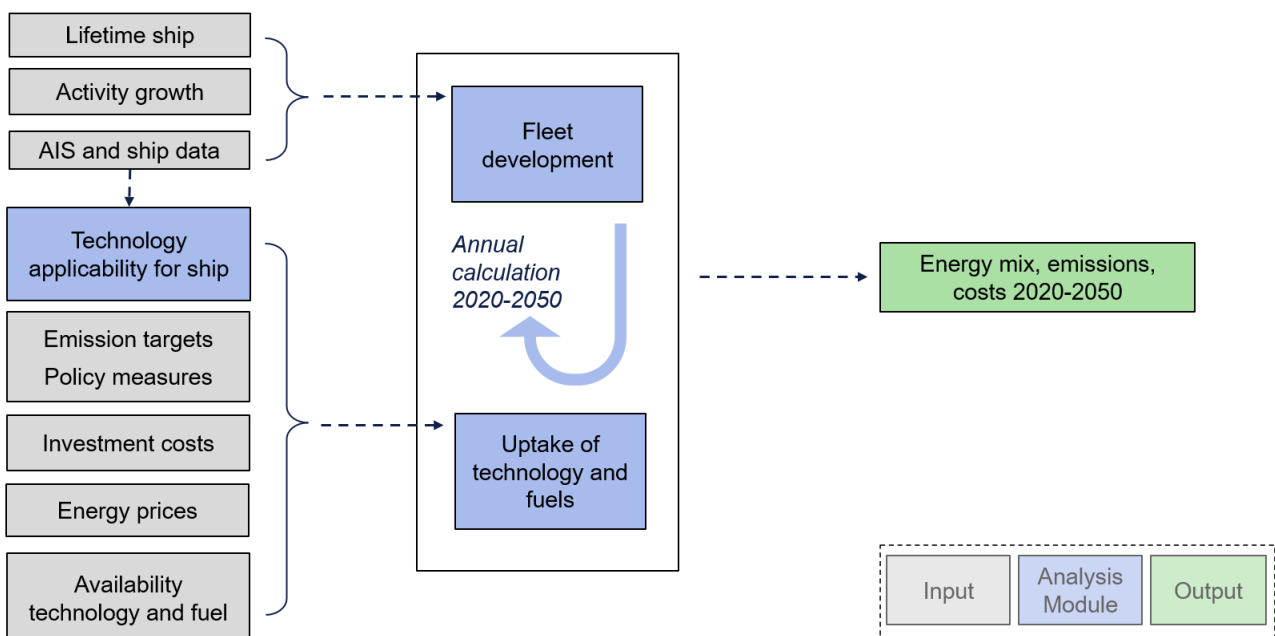 Lifetime ship
Activity growth
AIS and ship data
Technology
applicability for ship
Emission targets
Policy measures
Investment costs
Energy prices
Availability
technology and fuel
Fleet
development
Annual
calculation
2020-2050
Uptake of
technology and
fuels
Energy mix, emissions,
costs 2020-2050
Input
Analysis
Module
Output